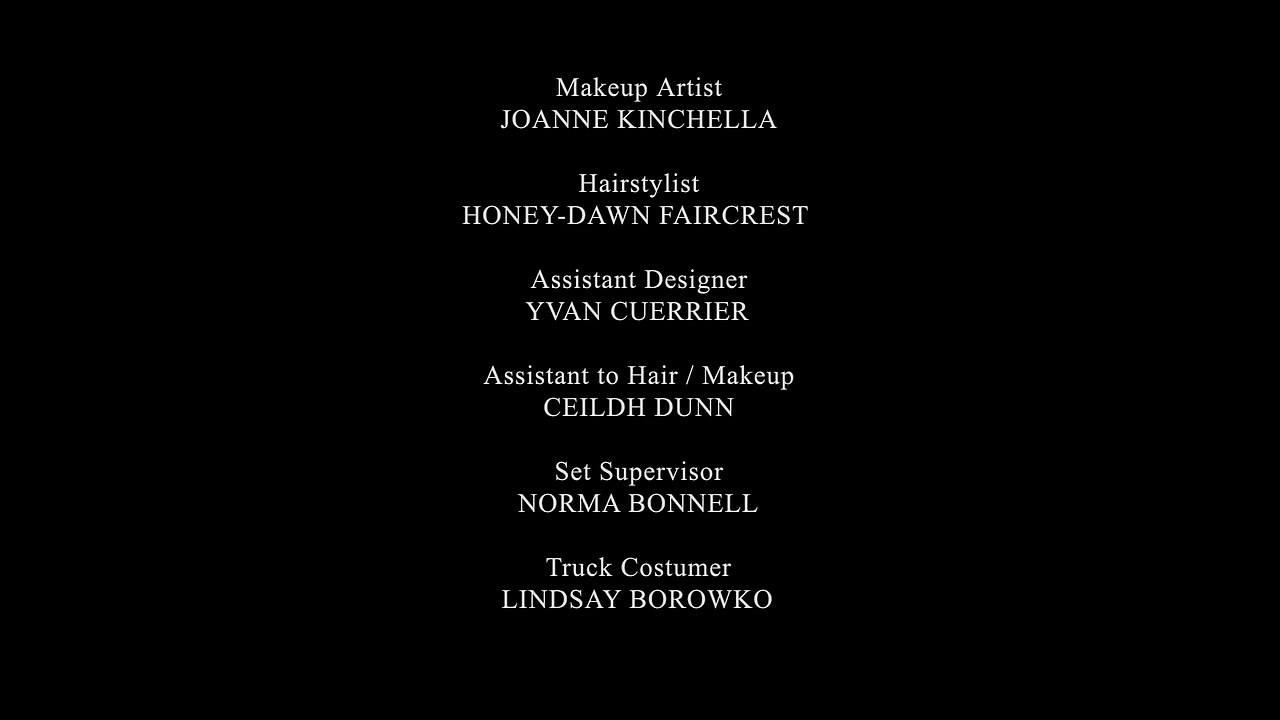 Makeup Artist
JOANNE KINCHELLA
Hairstylist
HONEY-DAWN FAIRCREST
Assistant Designer
YVAN CUERRIER
Assistant to Hair / Makeup
CEILDH DUNN
Set Supervisor
NORMA BONNELL
Truck Costumer
LINDSAY BOROWKO